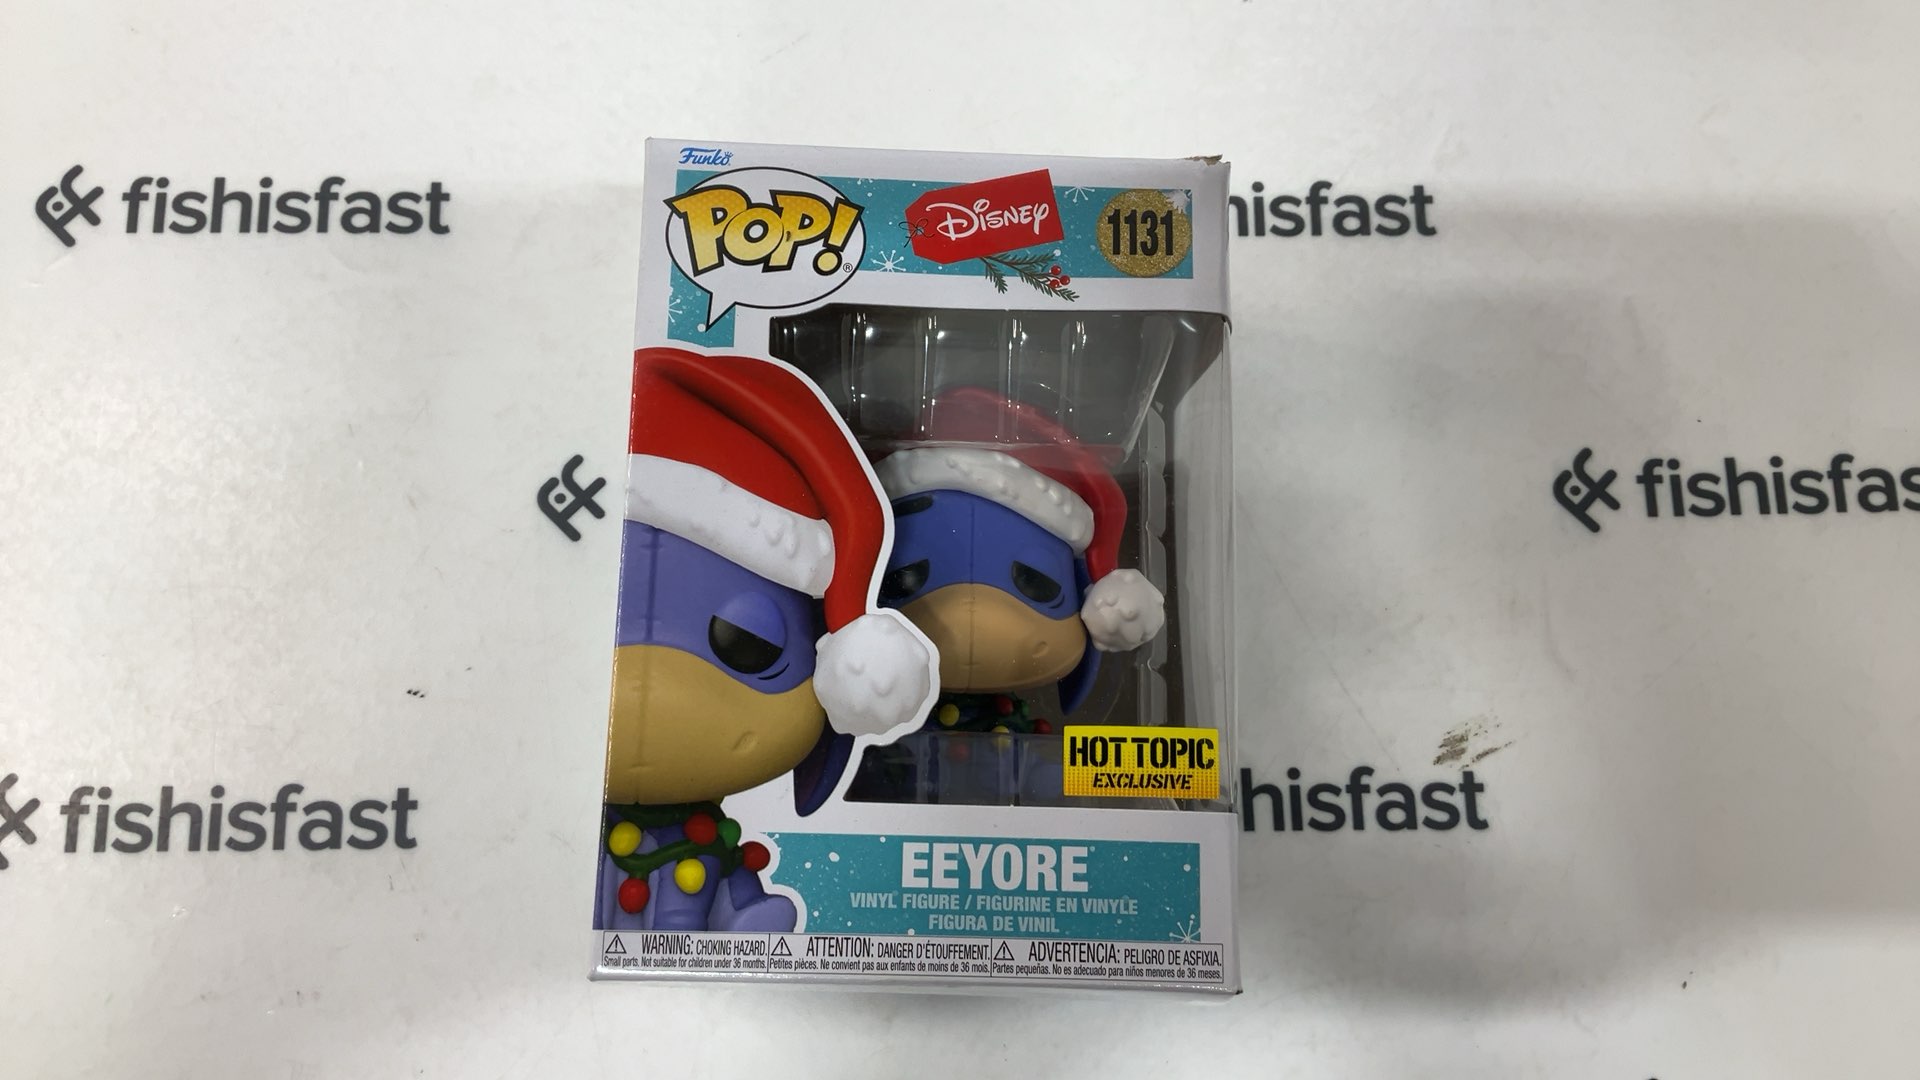 Funko
POP!®
Disney
1131
fishisfast
hisfast
fishisfas
fishisfast
hisfast
HOT TOPIC
EXCLUSIVE
EEYORE
VINYL FIGURE / FIGURINE EN VINYLE
FIGURA DE VINIL
WARNING: CHOKING HAZARD.
Small parts. Not suitable for children under 36 months.
ATTENTION: DANGER D'ÉTOUFFEMENT.
Petites pièces. Ne convient pas aux enfants de moins de 36 mois.
ADVERTENCIA: PELIGRO DE ASFIXIA.
Partes pequeñas. No es adecuado para niños menores de 36 meses.